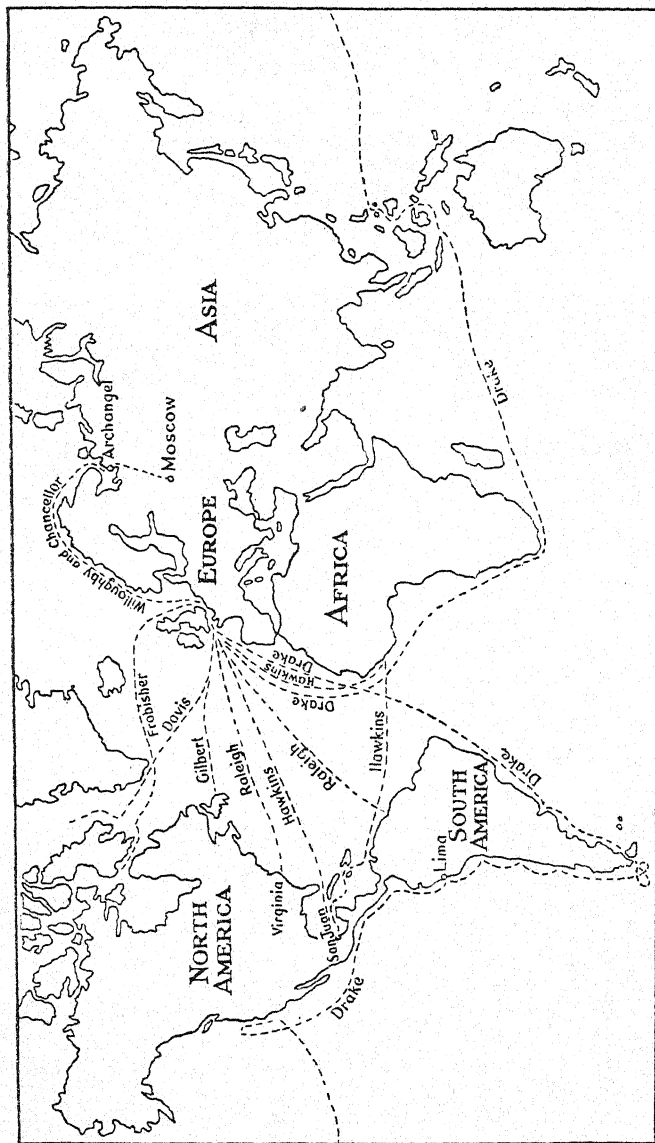 NORTH
AMERICA
EUROPE
ASIA
AFRICA
SOUTH
AMERICA
Willoughby and Chancellor
Archangel
Moscow
Frobisher
Davis
Gilbert
Raleigh
Virginia
Hawkins
San Juan
Raleigh
Hawkins
Drake
Hawkins
Drake
Drake
Lima
Drake
Drake